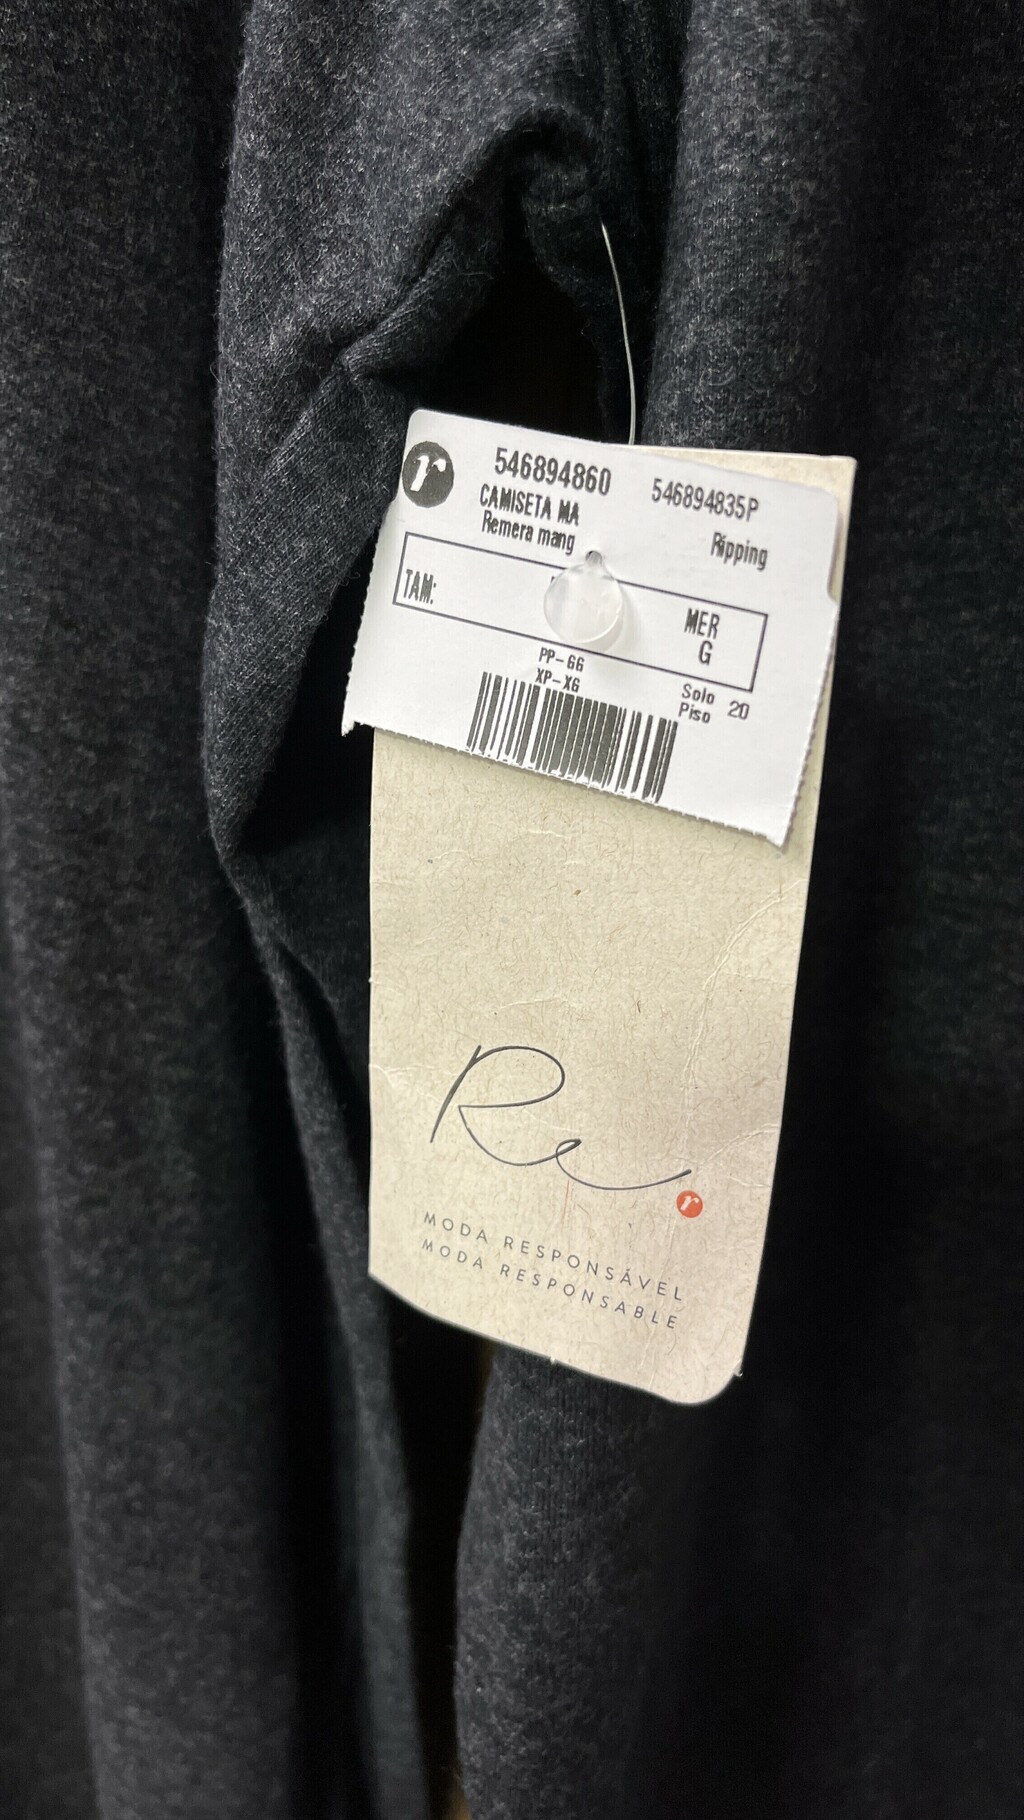 r
546894860 546894835P
CAMISETA MA
Remera mang Ripping
TAM: MER
G
PP-GG
XP-XG
Solo 20
Piso
Re
r
MODA RESPONSÁVEL
MODA RESPONSABLE